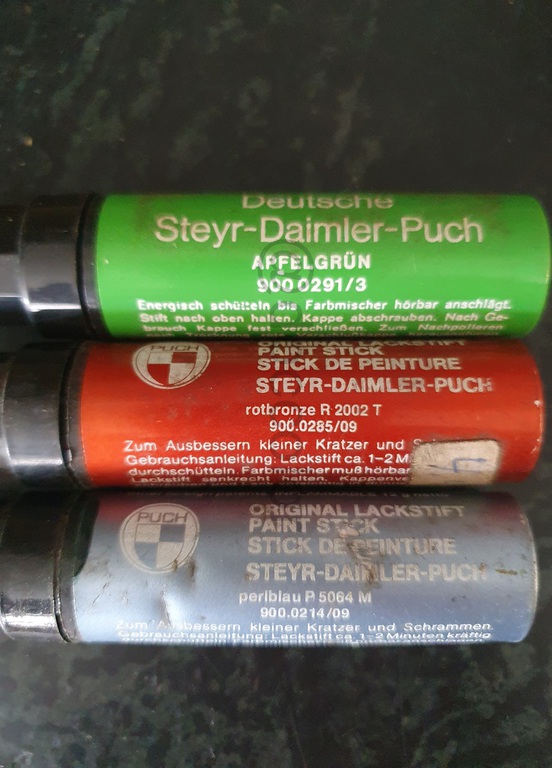 Deutsche
Steyr-Daimler-Puch
APFELGRÜN
900 0291/3
Energisch schütteln bis Farbmischer hörbar anschlägt.
Stift nach oben halten. Kappe abschrauben. Nach Ge-
brauch Kappe fest verschließen. Zum Nachpolieren
PUCH
ORIGINAL LACKSTIFT
PAINT STICK
STICK DE PEINTURE
STEYR-DAIMLER-PUCH
rotbronze R 2002 T
900.0285/09
Zum Ausbessern kleiner Kratzer und
Gebrauchsanleitung: Lackstift ca. 1–2 M
durchschütteln. Farbmischer muß hörbar
Lackstift senkrecht halten.
PUCH
ORIGINAL LACKSTIFT
PAINT STICK
STICK DE PEINTURE
STEYR-DAIMLER-PUCH
perlblau P 5064 M
900.0214/09
Zum Ausbessern kleiner Kratzer und Schrammen.
Gebrauchsanleitung: Lackstift ca. 1–2 Minuten kräftig